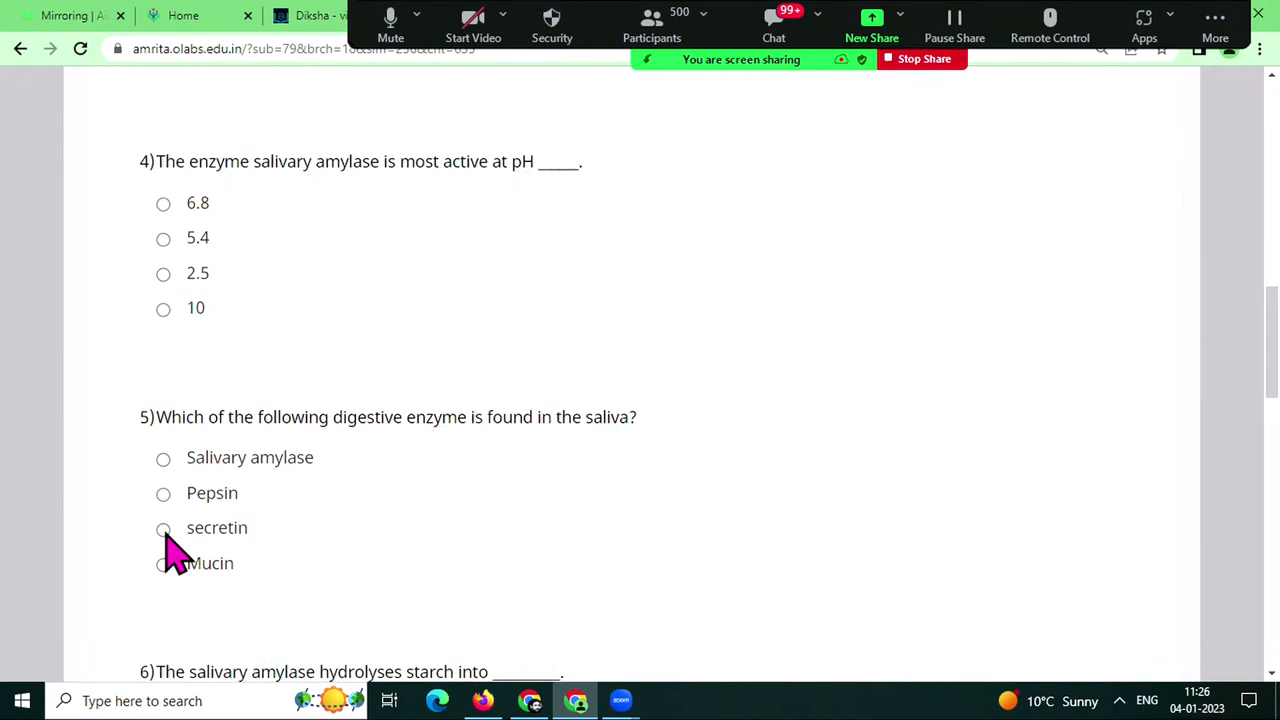 Mirroring | A
Home
Diksha - vi
500
99+
Mute
Start Video
Security
Participants
Chat
New Share
Pause Share
Remote Control
Apps
More
amrita.olabs.edu.in/?sub=79&brch=
You are screen sharing
Stop Share
4)The enzyme salivary amylase is most active at pH _____.
6.8
5.4
2.5
10
5)Which of the following digestive enzyme is found in the saliva?
Salivary amylase
Pepsin
secretin
Mucin
6)The salivary amylase hydrolyses starch into ________.
Type here to search
zoom
10°C Sunny
ENG
11:26
04-01-2023